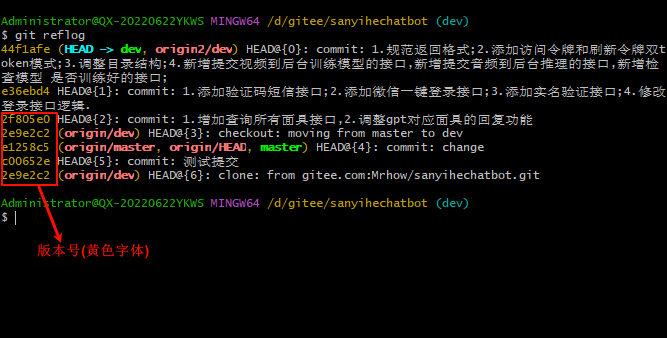 Administrator@QX-20220622YKWS MINGW64 /d/gitee/sanyihechatbot (dev)
$ git reflog
44f1afe (HEAD -> dev, origin2/dev) HEAD@{0}: commit: 1.规范返回格式;2.添加访问令牌和刷新令牌双t
oken模式;3.调整目录结构;4.新增提交视频到后台训练模型的接口,新增提交音频到后台推理的接口,新增检
查模型 是否训练好的接口;
e36ebd4 HEAD@{1}: commit: 1.添加验证码短信接口;2.添加微信一键登录接口;3.添加实名验证接口;4.修改
登录接口逻辑.
2f805e0 HEAD@{2}: commit: 1.增加查询所有面具接口,2.调整gpt对应面具的回复功能
2e9e2c2 (origin/dev) HEAD@{3}: checkout: moving from master to dev
e1258c5 (origin/master, origin/HEAD, master) HEAD@{4}: commit: change
c00652e HEAD@{5}: commit: 测试提交
2e9e2c2 (origin/dev) HEAD@{6}: clone: from gitee.com:Mrhow/sanyihechatbot.git
Administrator@QX-20220622YKWS MINGW64 /d/gitee/sanyihechatbot (dev)
$
版本号(黄色字体)